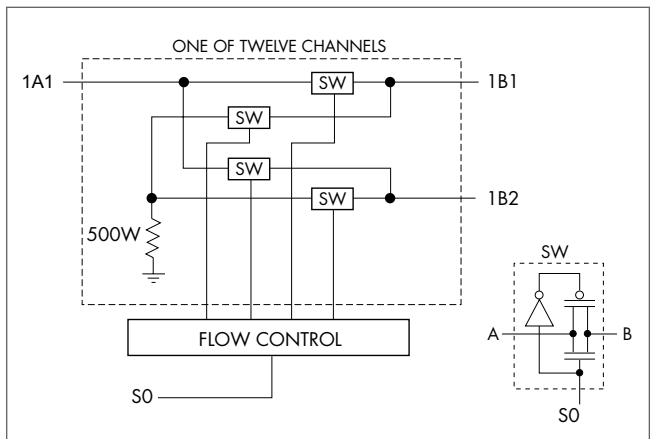 ONE OF TWELVE CHANNELS
1A1
SW
1B1
SW
SW
SW
1B2
500W
SW
FLOW CONTROL
A
B
S0
S0